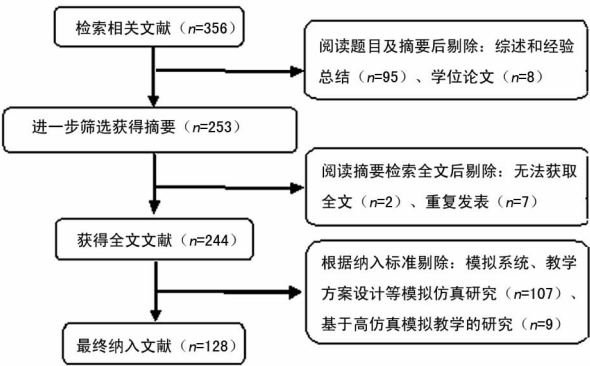 检索相关文献（n=356）
阅读题目及摘要后剔除：综述和经验
总结（n=95）、学位论文（n=8）
进一步筛选获得摘要（n=253）
阅读摘要检索全文后剔除：无法获取
全文（n=2）、重复发表（n=7）
获得全文文献（n=244）
根据纳入标准剔除：模拟系统、教学
方案设计等模拟仿真研究（n=107）、
基于高仿真模拟教学的研究（n=9）
最终纳入文献（n=128）